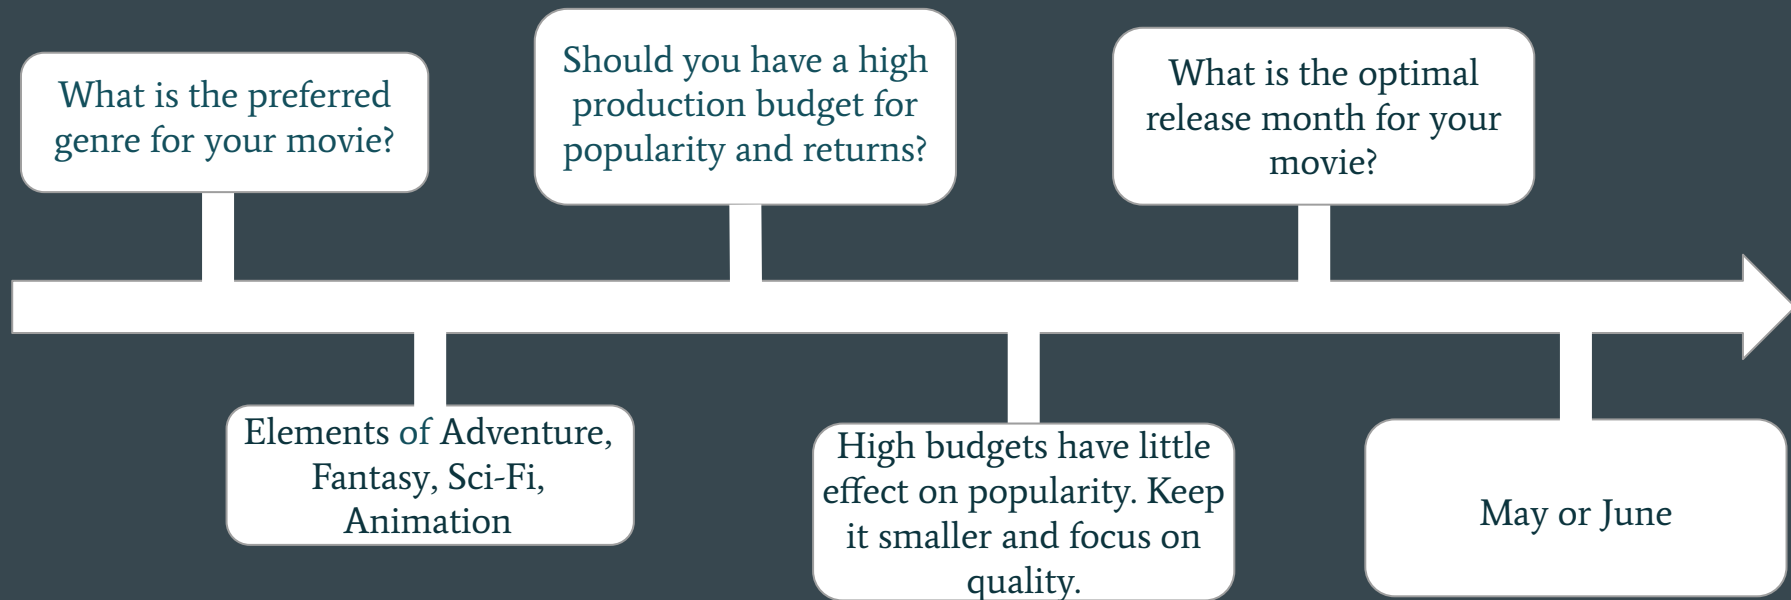 What is the preferred
genre for your movie?
Should you have a high
production budget for
popularity and returns?
What is the optimal
release month for your
movie?
Elements of Adventure,
Fantasy, Sci-Fi,
Animation
High budgets have little
effect on popularity. Keep
it smaller and focus on
quality.
May or June